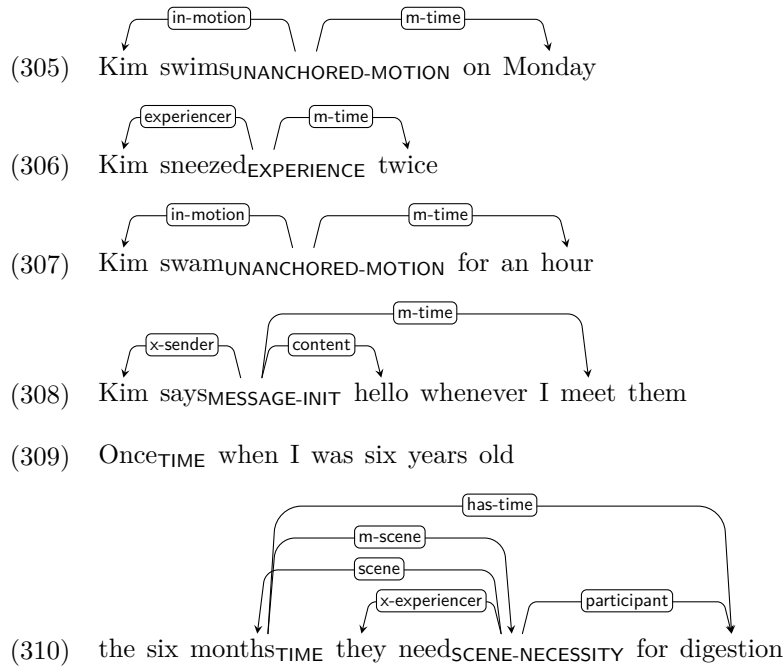 in-motion m-time
(305) Kim swimsUNANCHORED-MOTION on Monday
experiencer m-time
(306) Kim sneezedEXPERIENCE twice
in-motion m-time
(307) Kim swamUNANCHORED-MOTION for an hour
m-time
x-sender content
(308) Kim saysMESSAGE-INIT hello whenever I meet them
(309) OnceTIME when I was six years old
has-time
m-scene
scene
x-experiencer participant
(310) the six monthsTIME they needSCENE-NECESSITY for digestion